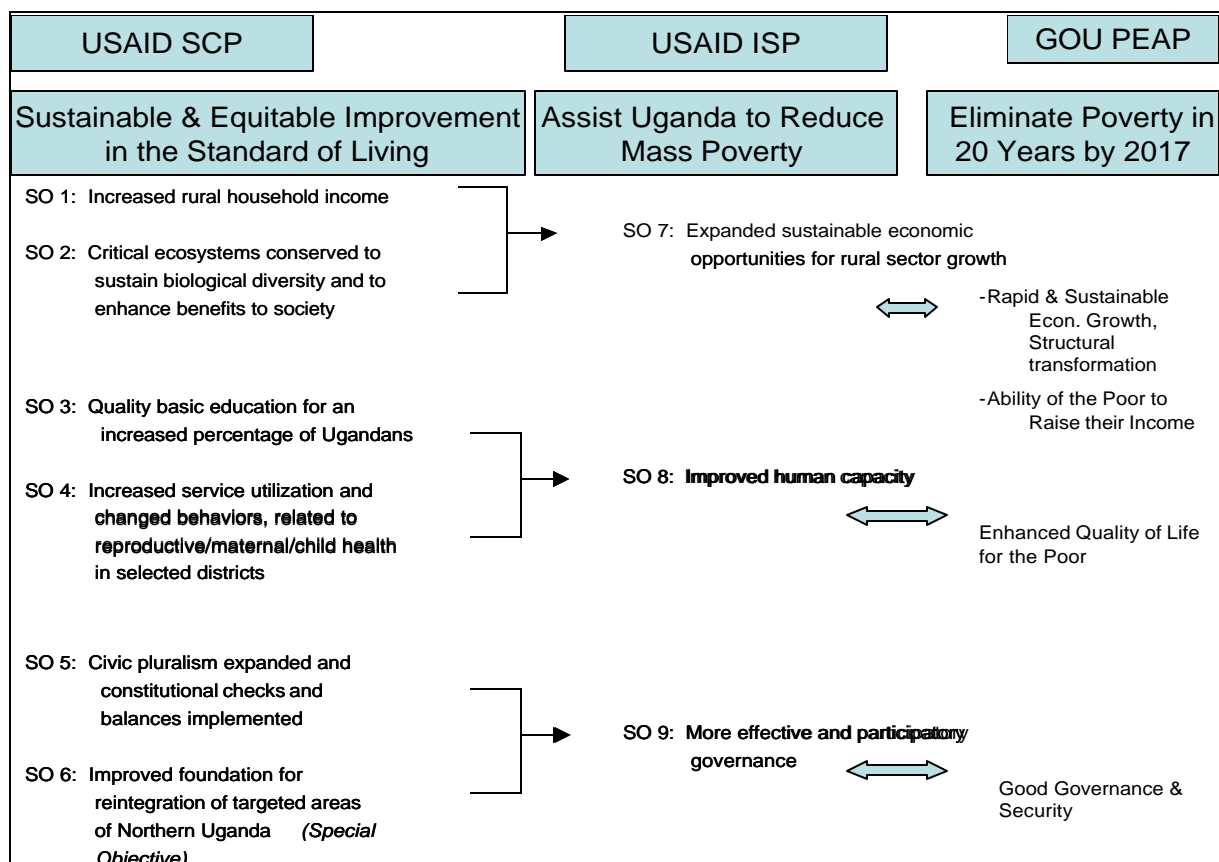 USAID SCP
USAID ISP
GOU PEAP
Sustainable & Equitable Improvement
in the Standard of Living
Assist Uganda to Reduce
Mass Poverty
Eliminate Poverty in
20 Years by 2017
SO 1: Increased rural household income
SO 2: Critical ecosystems conserved to
sustain biological diversity and to
enhance benefits to society
SO 3: Quality basic education for an
increased percentage of Ugandans
SO 4: Increased service utilization and
changed behaviors, related to
reproductive/maternal/child health
in selected districts
SO 5: Civic pluralism expanded and
constitutional checks and
balances implemented
SO 6: Improved foundation for
reintegration of targeted areas
of Northern Uganda (Special
Objective)
SO 7: Expanded sustainable economic
opportunities for rural sector growth
SO 8: Improved human capacity
SO 9: More effective and participatory
governance
-Rapid & Sustainable
Econ. Growth,
Structural
transformation
-Ability of the Poor to
Raise their Income
Enhanced Quality of Life
for the Poor
Good Governance &
Security